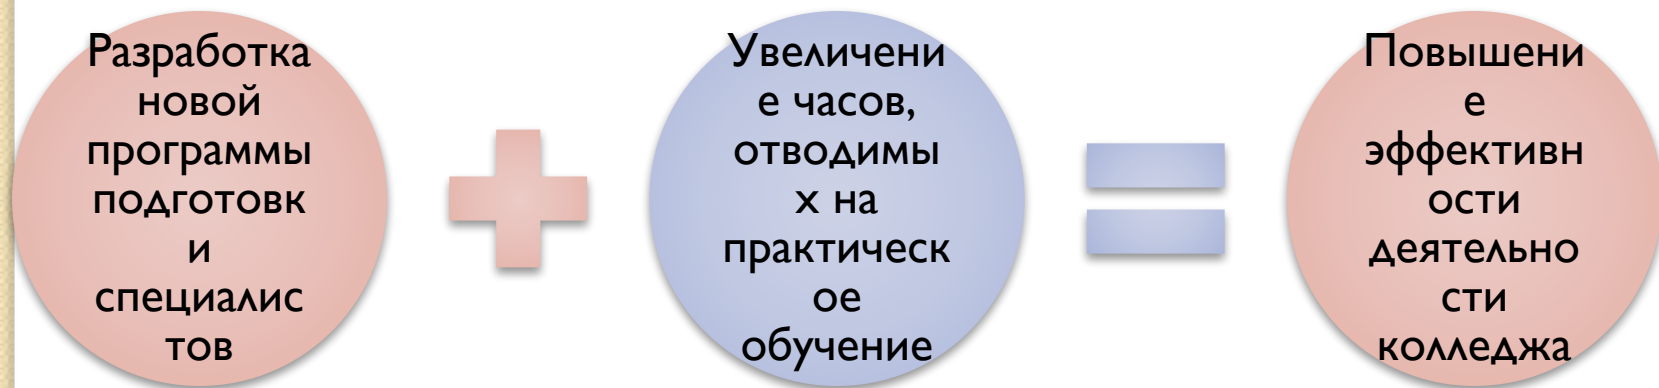 Разработка
новой
программы
подготовк
и
специалис
тов
Увеличени
е часов,
отводимы
х на
практическ
ое
обучение
Повышени
е
эффективн
ости
деятельно
сти
колледжа